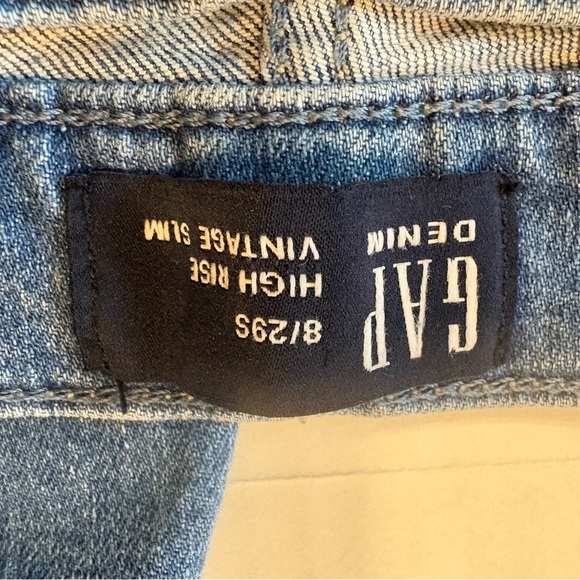 GAP
DENIM
8/29S
HIGH RISE
VINTAGE SLIM